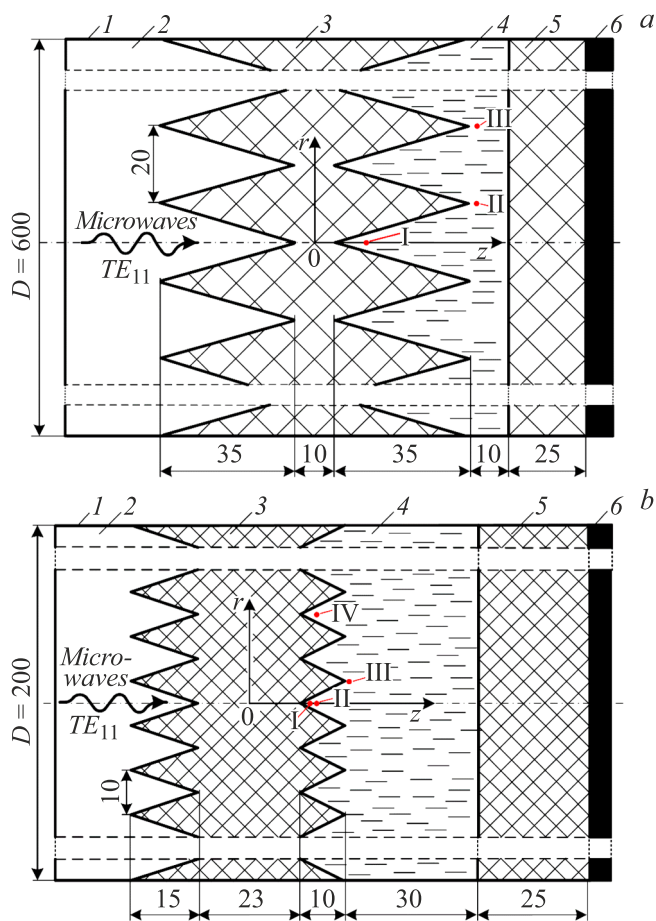 1 2 3 4 5 6 a
III
20
r
II
Microwaves
I
z
TE11
0
D = 600
35 10 35 10 25
1 2 3 4 5 6 b
r
IV
Micro-
waves
III
II
TE11
0
I
z
D = 200
10
15 23 10 30 25